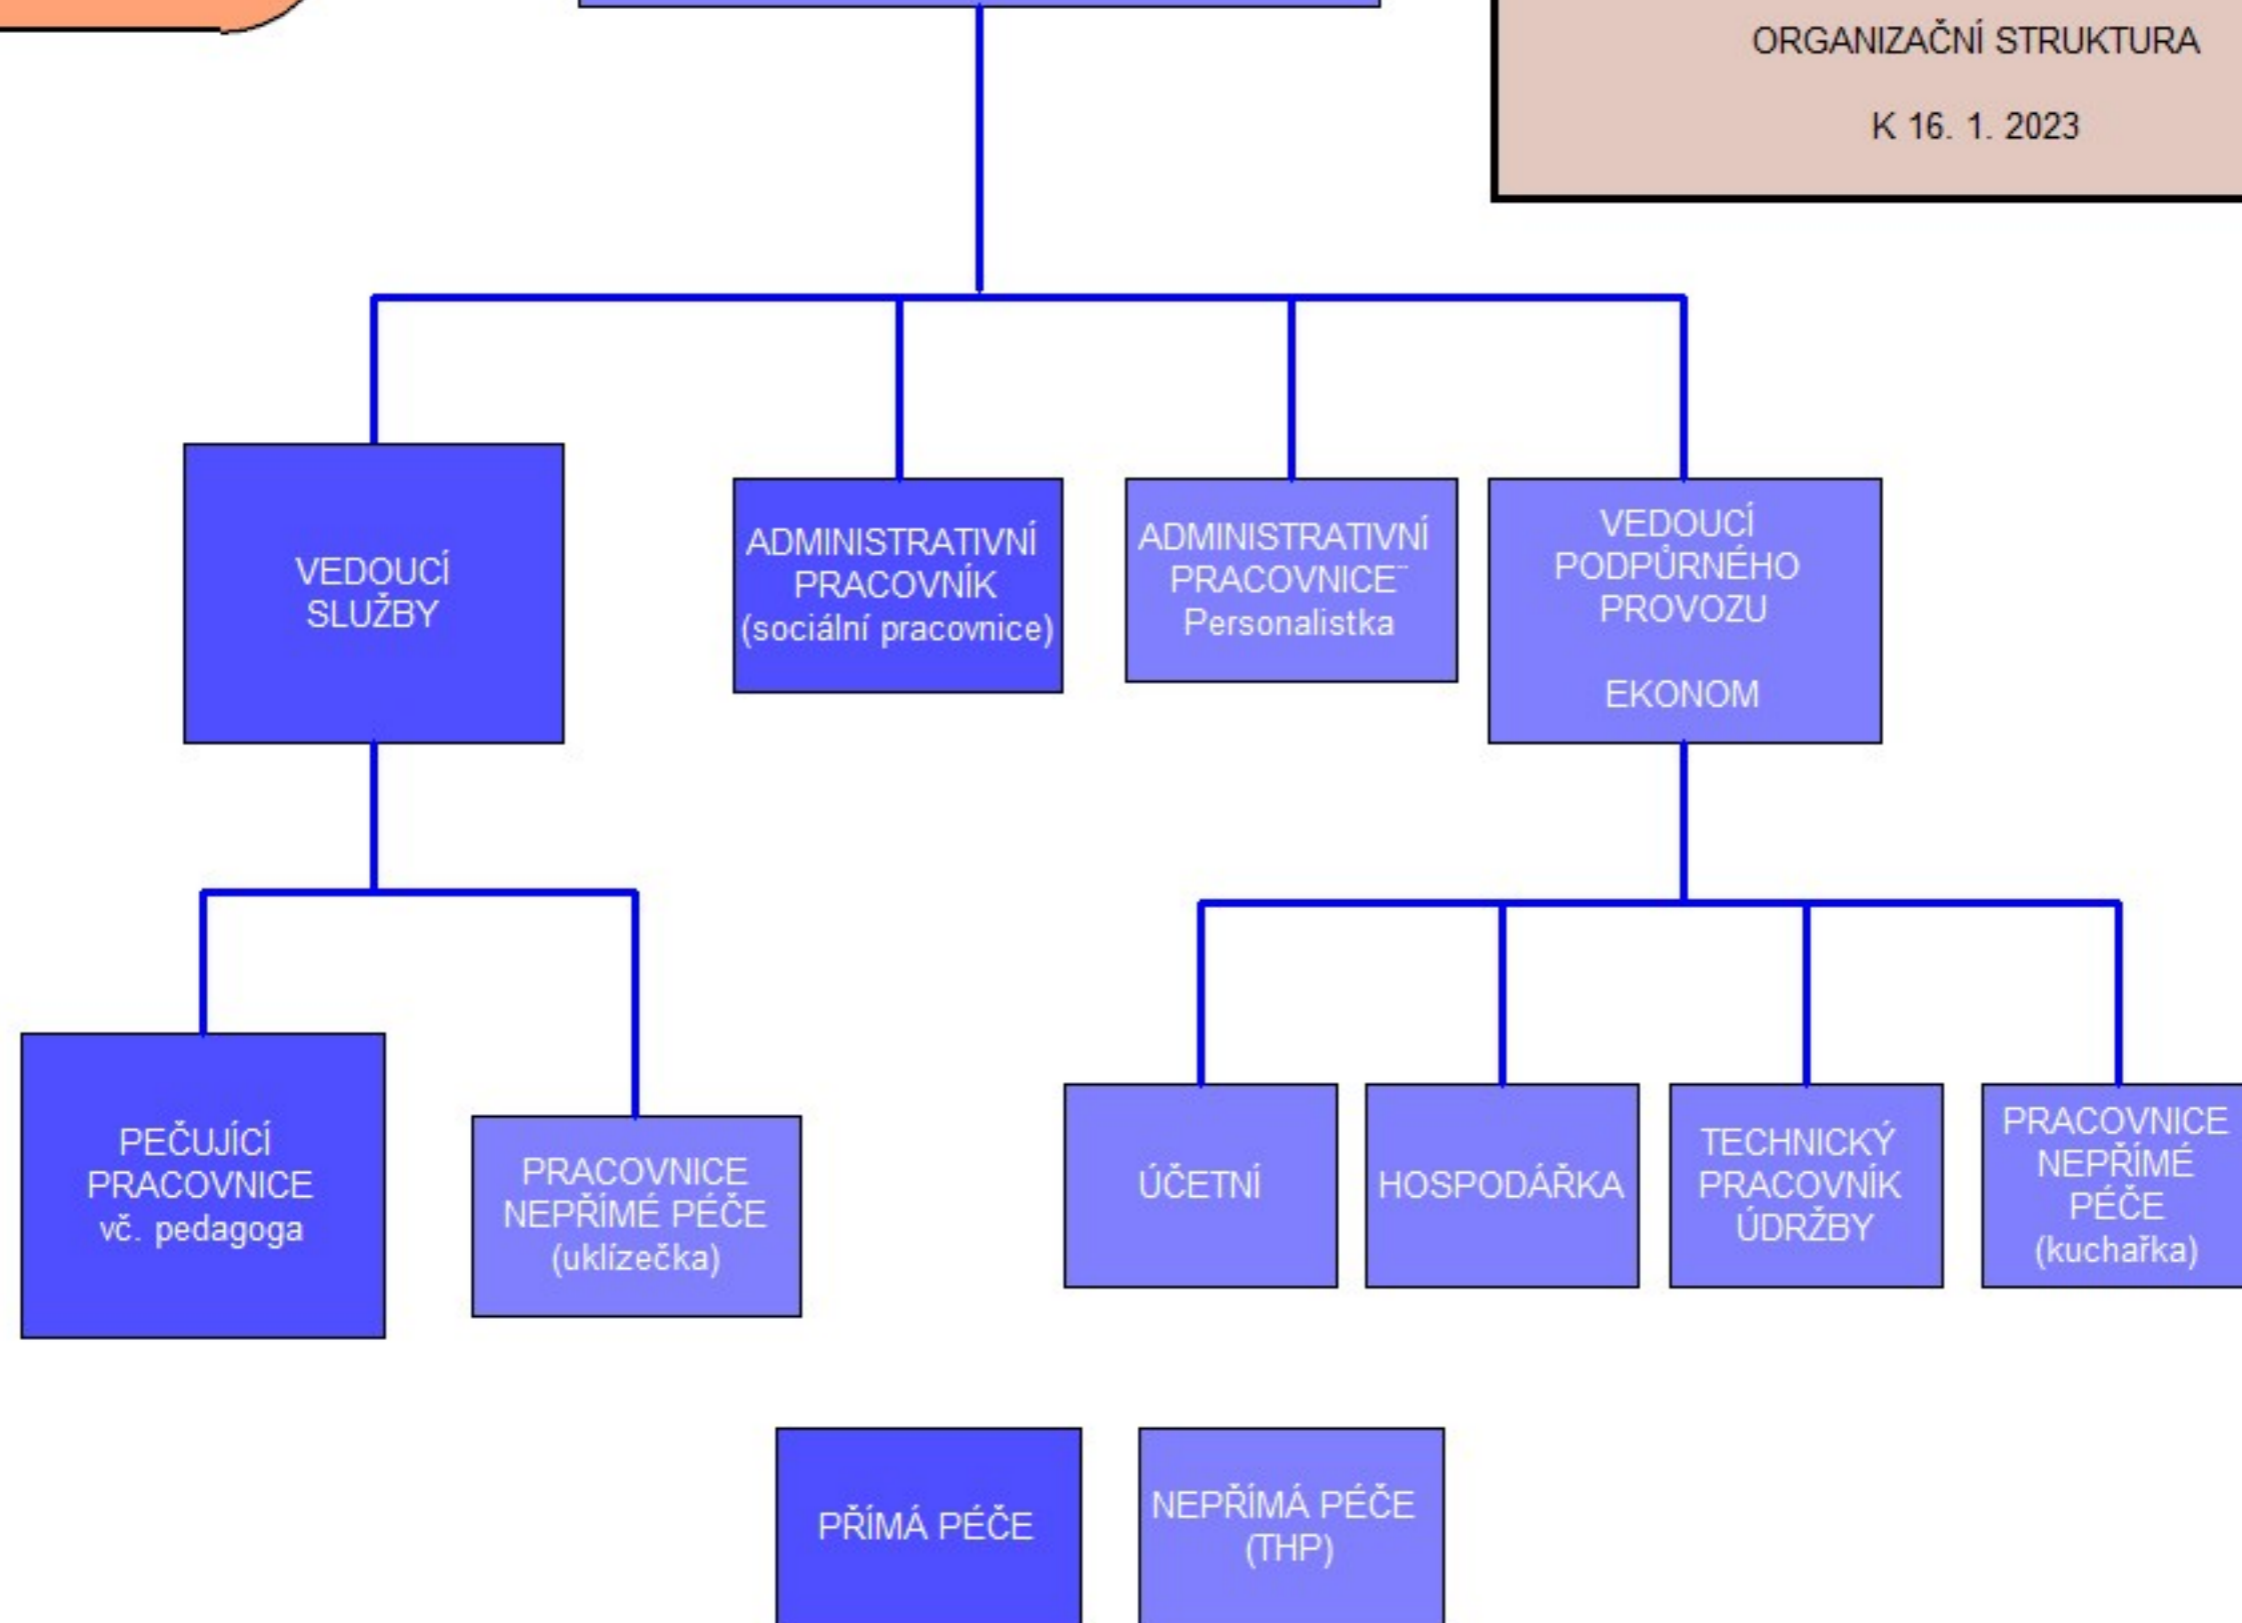 ORGANIZAČNÍ STRUKTURA
K 16. 1. 2023
VEDOUCÍ
SLUŽBY
ADMINISTRATIVNÍ
PRACOVNÍK
(sociální pracovnice)
ADMINISTRATIVNÍ
PRACOVNICE¨
Personalistka
VEDOUCÍ
PODPŮRNÉHO
PROVOZU
EKONOM
PEČUJÍCÍ
PRACOVNICE
vč. pedagoga
PRACOVNICE
NEPŘÍMÉ PÉČE
(uklízečka)
ÚČETNÍ
HOSPODÁŘKA
TECHNICKÝ
PRACOVNÍK
ÚDRŽBY
PRACOVNICE
NEPŘÍMÉ
PÉČE
(kuchařka)
PŘÍMÁ PÉČE
NEPŘÍMÁ PÉČE
(THP)